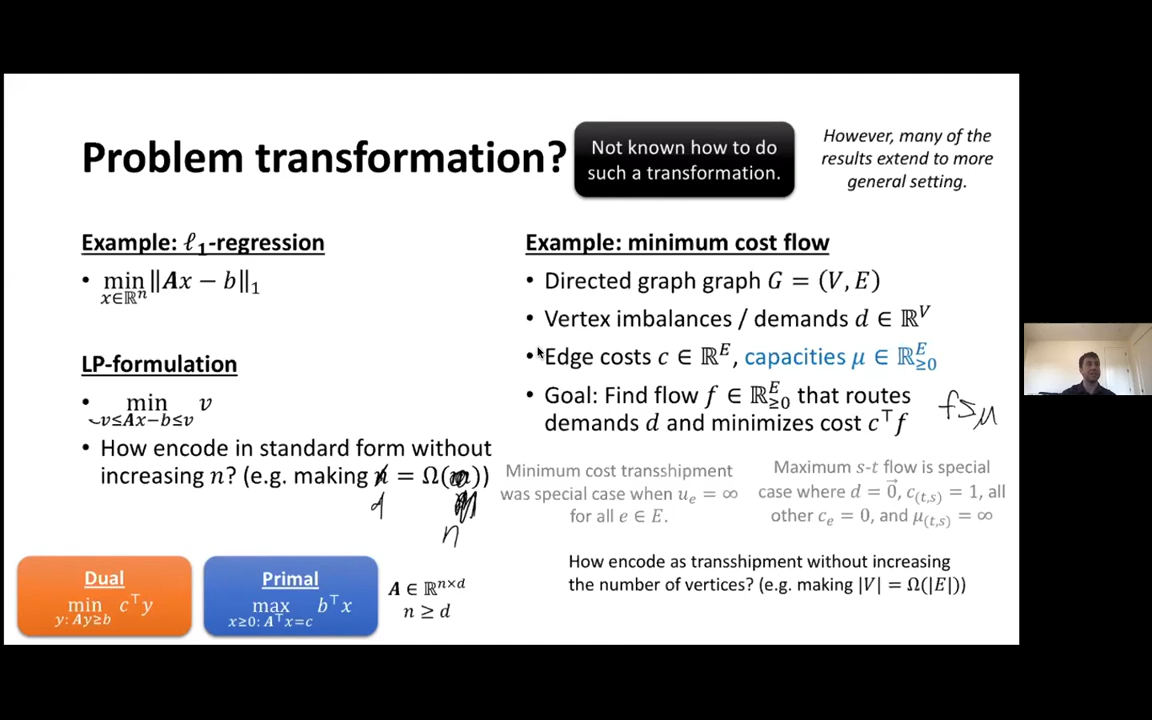 Problem transformation?
Not known how to do
such a transformation.
However, many of the
results extend to more
general setting.
Example: ℓ₁-regression
• min ‖Ax − b‖₁
x∈ℝⁿ
LP-formulation
• min v
−v≤Ax−b≤v
• How encode in standard form without
increasing n? (e.g. making = Ω( ))
d
n
Example: minimum cost flow
• Directed graph graph G = (V, E)
• Vertex imbalances / demands d ∈ ℝⱽ
• Edge costs c ∈ ℝᴱ, capacities μ ∈ ℝᴱ≥0
• Goal: Find flow f ∈ ℝᴱ≥0 that routes
demands d and minimizes cost c⊤f
f≤μ
Minimum cost transshipment
was special case when uₑ = ∞
for all e ∈ E.
Maximum s-t flow is special
case where d = 0⃗, c₍t,s₎ = 1, all
other cₑ = 0, and μ₍t,s₎ = ∞
How encode as transshipment without increasing
the number of vertices? (e.g. making |V| = Ω(|E|))
Dual
min c⊤y
y: Ay≥b
Primal
max b⊤x
x≥0: A⊤x=c
A ∈ ℝⁿˣᵈ
n ≥ d